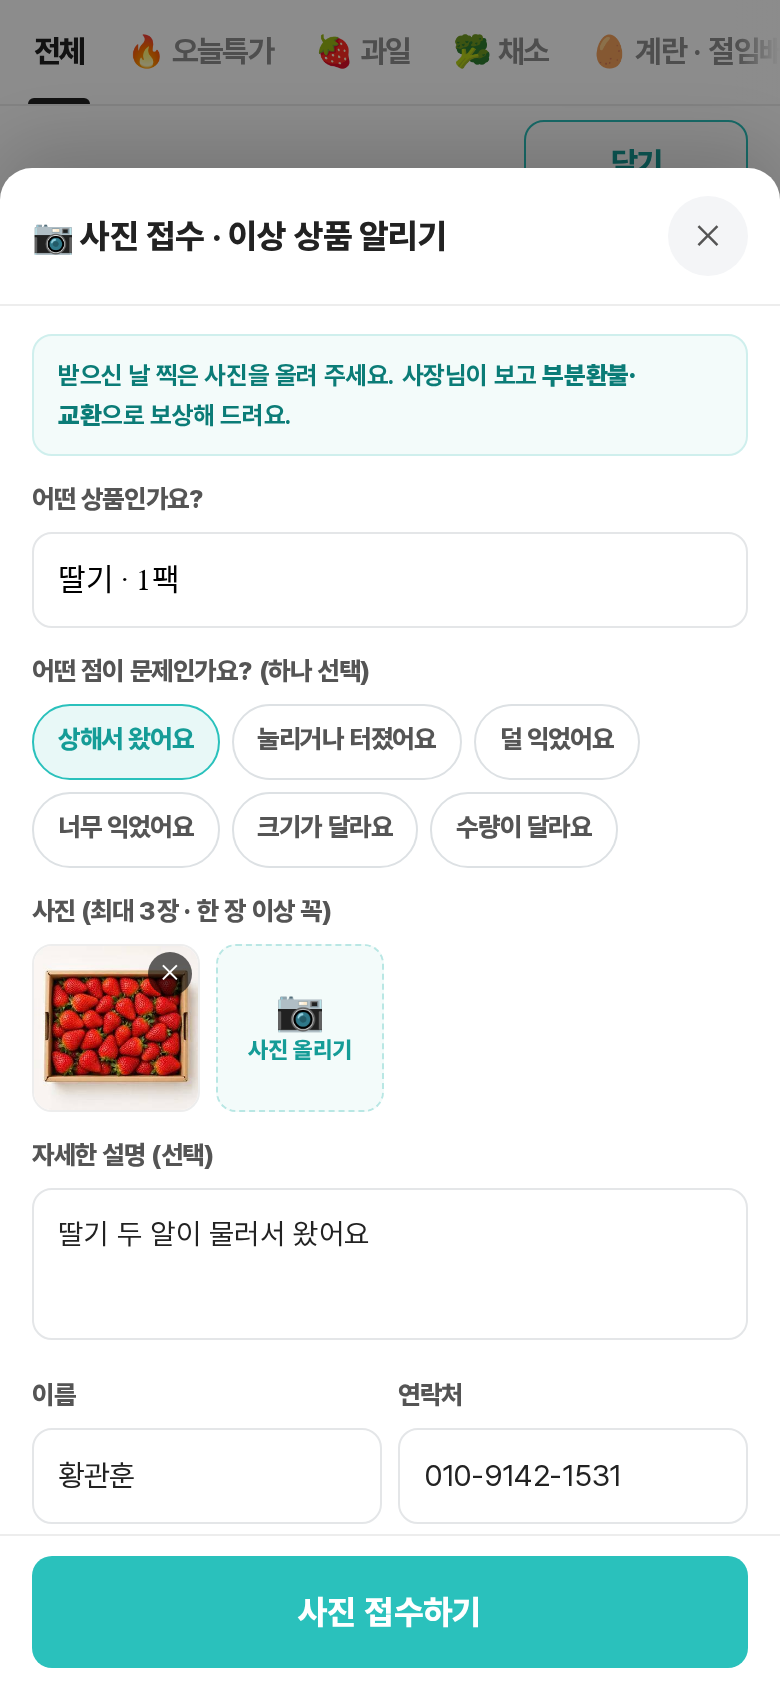 전체 오늘특가 과일 채소 계란 · 절임
담기
사진 접수 · 이상 상품 알리기
받으신 날 찍은 사진을 올려 주세요. 사장님이 보고 부분환불·
교환으로 보상해 드려요.
어떤 상품인가요?
딸기 · 1팩
어떤 점이 문제인가요? (하나 선택)
상해서 왔어요 눌리거나 터졌어요 덜 익었어요
너무 익었어요 크기가 달라요 수량이 달라요
사진 (최대 3장 · 한 장 이상 꼭)
사진 올리기
자세한 설명 (선택)
딸기 두 알이 물러서 왔어요
이름 연락처
황관훈 010-9142-1531
사진 접수하기